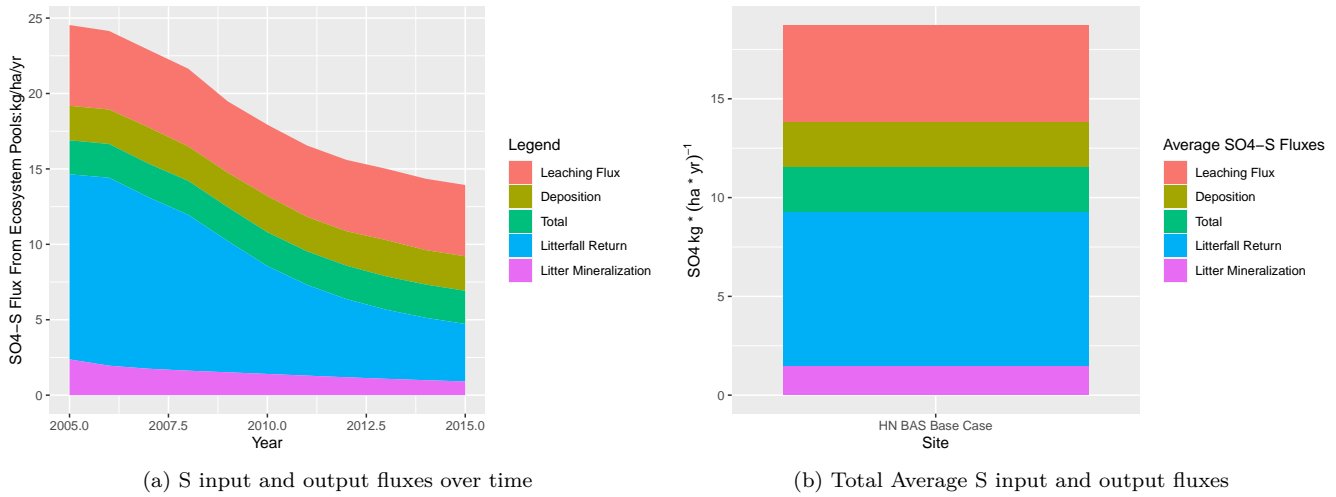 SO4−S Flux From Ecosystem Pools:kg/ha/yr
25
20
15
10
5
0
2005.0 2007.5 2010.0 2012.5 2015.0
Year
Legend
Leaching Flux
Deposition
Total
Litterfall Return
Litter Mineralization
(a) S input and output fluxes over time
SO4 kg * (ha * yr)⁻¹
15
10
5
0
HN BAS Base Case
Site
Average SO4−S Fluxes
Leaching Flux
Deposition
Total
Litterfall Return
Litter Mineralization
(b) Total Average S input and output fluxes